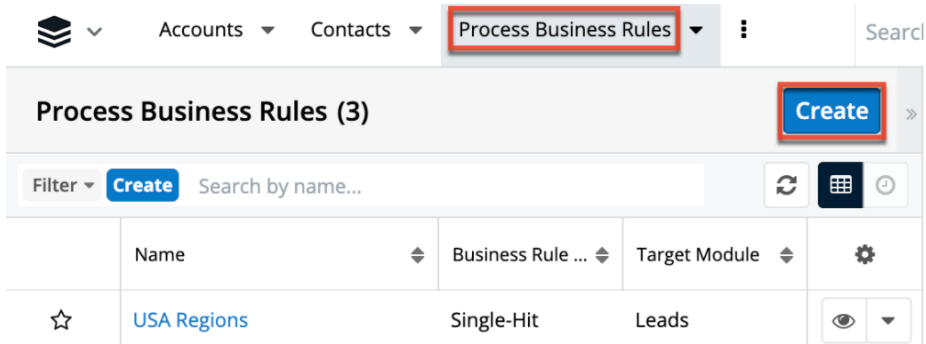 Accounts Contacts Process Business Rules
Process Business Rules (3) Create »
Filter Create Search by name...
Name Business Rule ... Target Module
USA Regions Single-Hit Leads